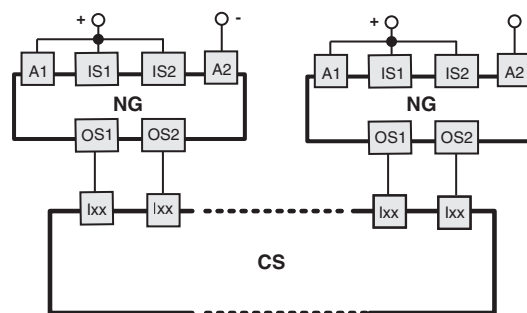 + - +
A1 IS1 IS2 A2 A1 IS1 IS2 A2
NG NG
OS1 OS2 OS1 OS2
Ixx Ixx Ixx Ixx
CS